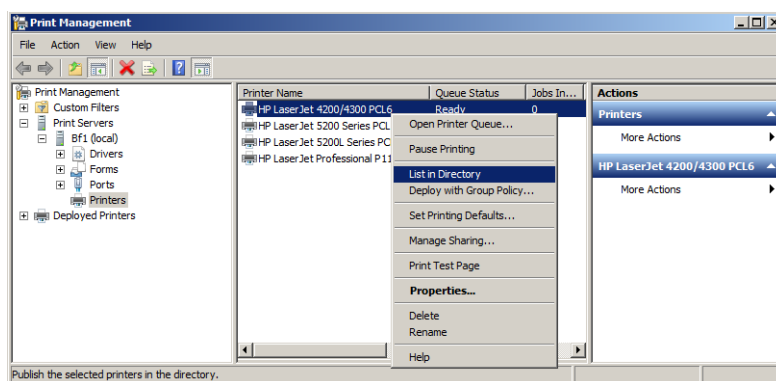 Print Management
File Action View Help
Print Management
Custom Filters
Print Servers
Bf1 (local)
Drivers
Forms
Ports
Printers
Deployed Printers
Printer Name Queue Status Jobs In...
HP LaserJet 4200/4300 PCL6 Ready 0
HP LaserJet 5200 Series PCL
HP LaserJet 5200L Series PC
HP LaserJet Professional P11
Open Printer Queue...
Pause Printing
List in Directory
Deploy with Group Policy...
Set Printing Defaults...
Manage Sharing...
Print Test Page
Properties...
Delete
Rename
Help
Actions
Printers
More Actions
HP LaserJet 4200/4300 PCL6
More Actions
Publish the selected printers in the directory.